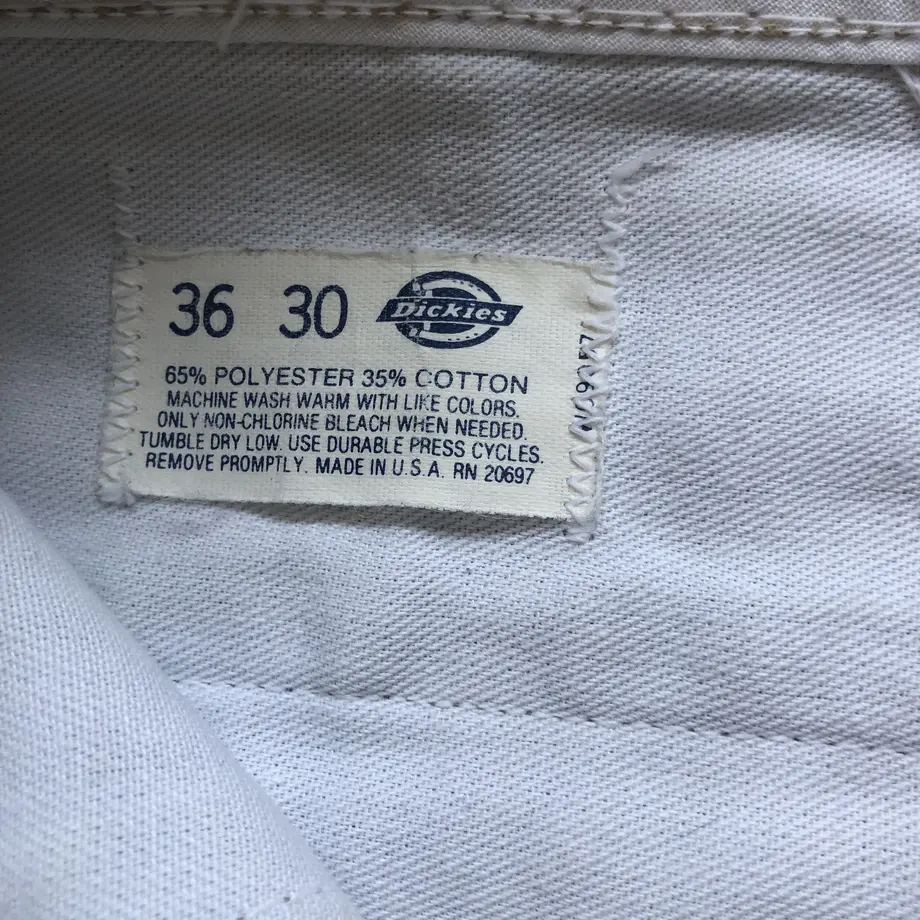 36 30 Dickies
65% POLYESTER 35% COTTON
MACHINE WASH WARM WITH LIKE COLORS.
ONLY NON-CHLORINE BLEACH WHEN NEEDED.
TUMBLE DRY LOW. USE DURABLE PRESS CYCLES.
REMOVE PROMPTLY. MADE IN U.S.A. RN 20697